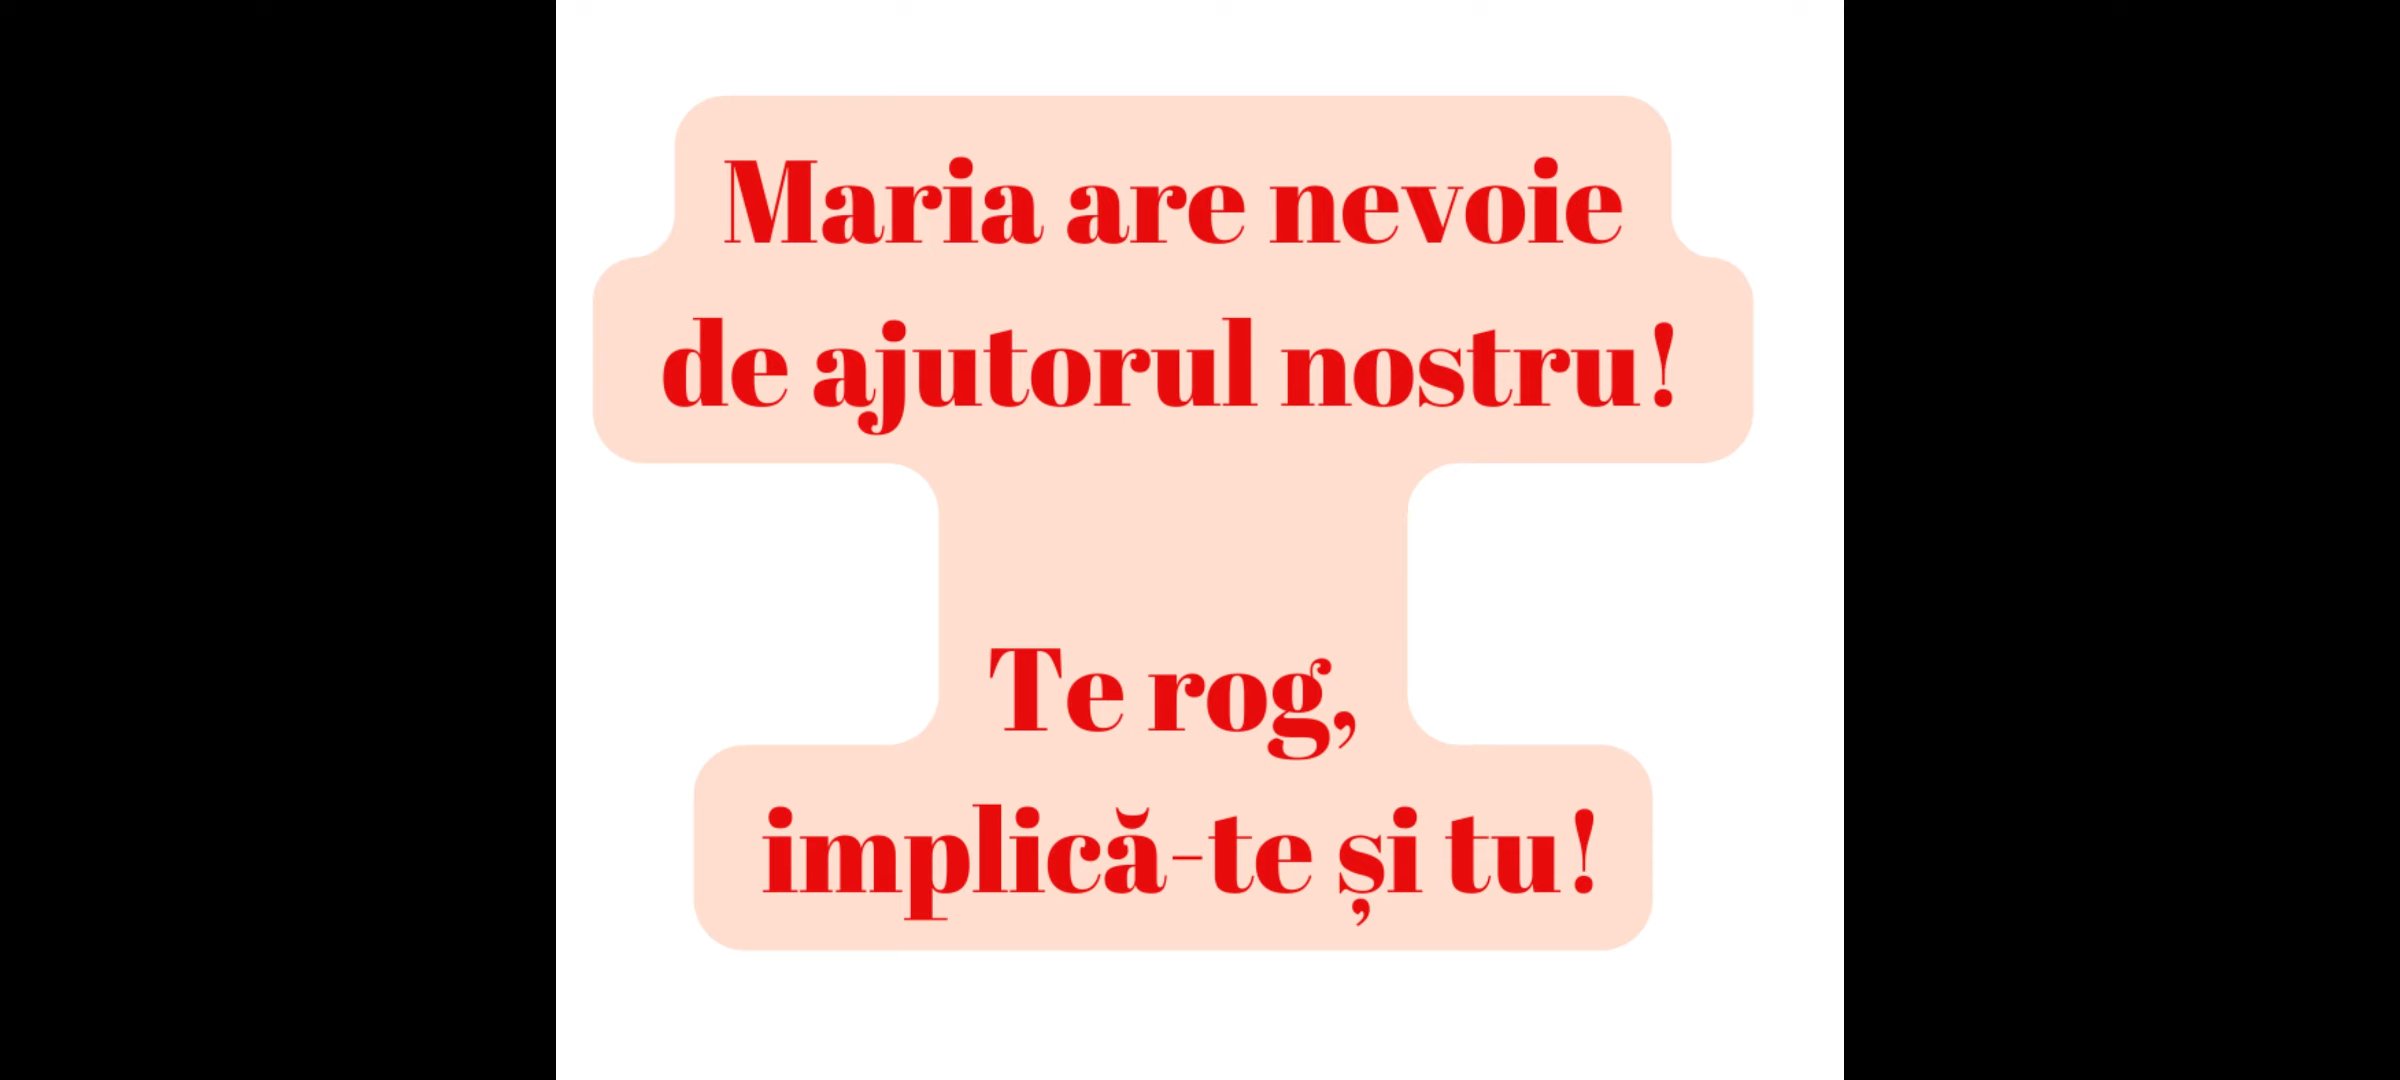 Maria are nevoie
de ajutorul nostru!
Te rog,
implică-te și tu!